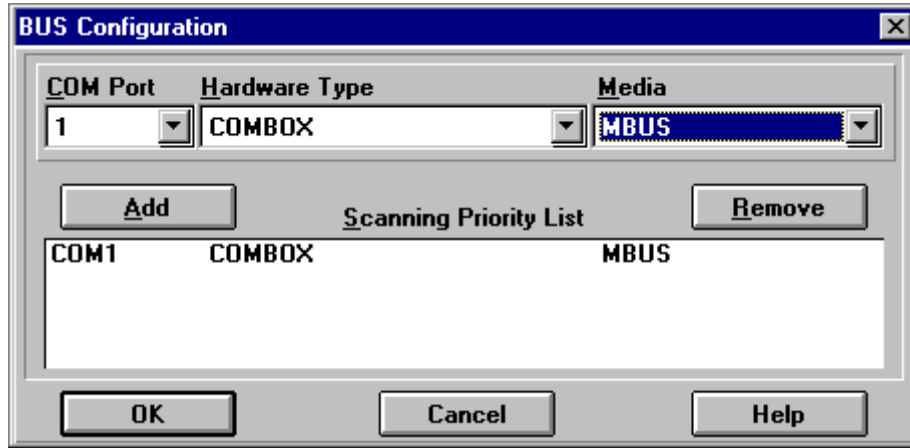 BUS Configuration
COM Port Hardware Type Media
1 COMBOX MBUS
Add Scanning Priority List Remove
COM1 COMBOX MBUS
OK Cancel Help